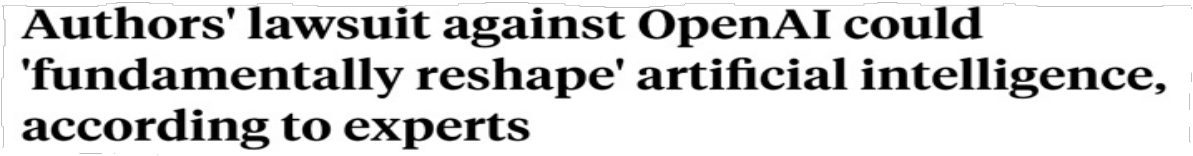 Authors' lawsuit against OpenAI could
'fundamentally reshape' artificial intelligence,
according to experts